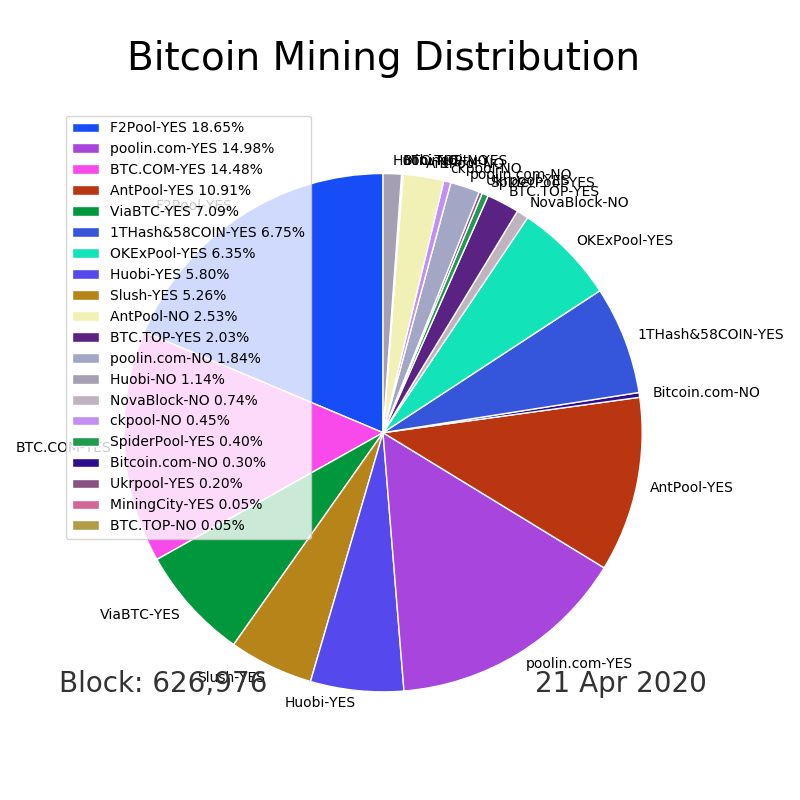 Bitcoin Mining Distribution
F2Pool-YES 18.65%
poolin.com-YES 14.98%
BTC.COM-YES 14.48%
AntPool-YES 10.91%
ViaBTC-YES 7.09%
1THash&58COIN-YES 6.75%
OKExPool-YES 6.35%
Huobi-YES 5.80%
Slush-YES 5.26%
AntPool-NO 2.53%
BTC.TOP-YES 2.03%
poolin.com-NO 1.84%
Huobi-NO 1.14%
NovaBlock-NO 0.74%
ckpool-NO 0.45%
SpiderPool-YES 0.40%
Bitcoin.com-NO 0.30%
Ukrpool-YES 0.20%
MiningCity-YES 0.05%
BTC.TOP-NO 0.05%
F2Pool-YES
BTC.COM-YES
ViaBTC-YES
Slush-YES
Huobi-YES
poolin.com-YES
AntPool-YES
Bitcoin.com-NO
1THash&58COIN-YES
OKExPool-YES
NovaBlock-NO
BTC.TOP-YES
SpiderPool-YES
Ukrpool-YES
poolin.com-NO
ckpool-NO
Block: 626,976
21 Apr 2020